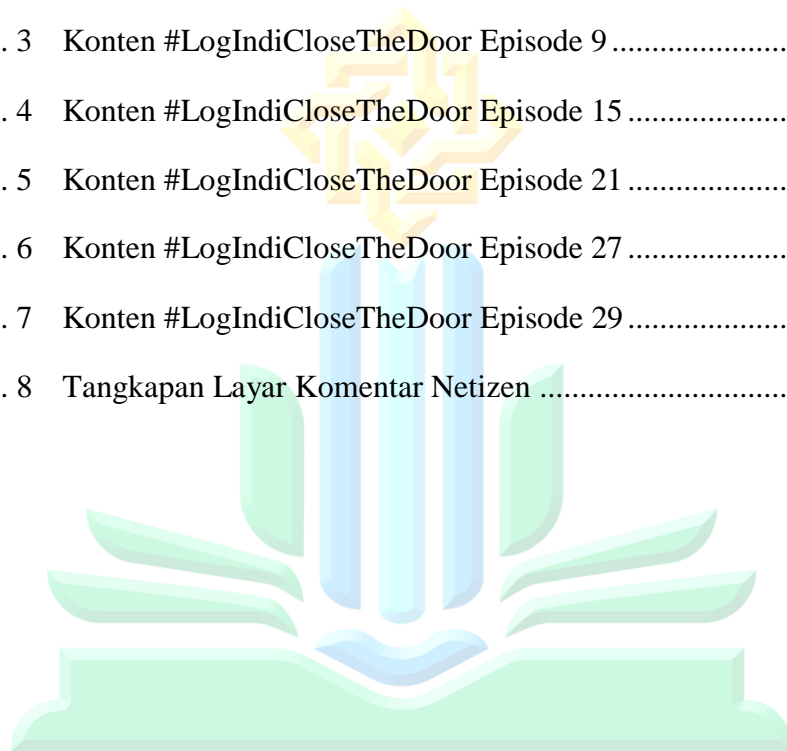 . 3 Konten #LogIndiCloseTheDoor Episode 9 .....................
. 4 Konten #LogIndiCloseTheDoor Episode 15 ...................
. 5 Konten #LogIndiCloseTheDoor Episode 21 ...................
. 6 Konten #LogIndiCloseTheDoor Episode 27 ...................
. 7 Konten #LogIndiCloseTheDoor Episode 29 ...................
. 8 Tangkapan Layar Komentar Netizen .............................